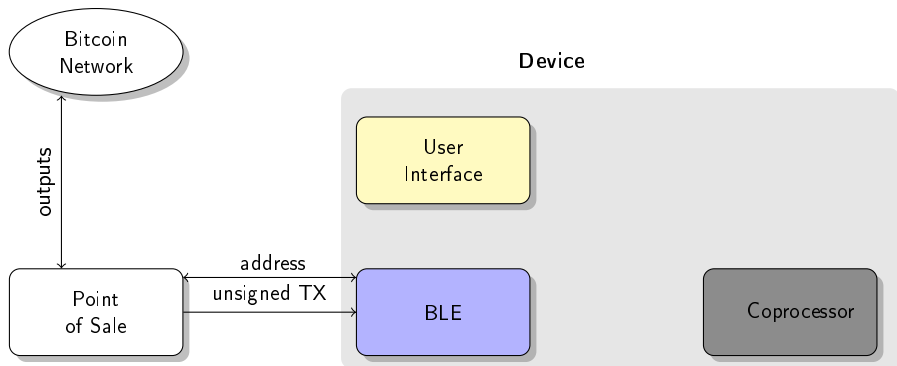 Bitcoin
Network
Device
User
Interface
outputs
address
unsigned TX
Point
of Sale
BLE
Coprocessor